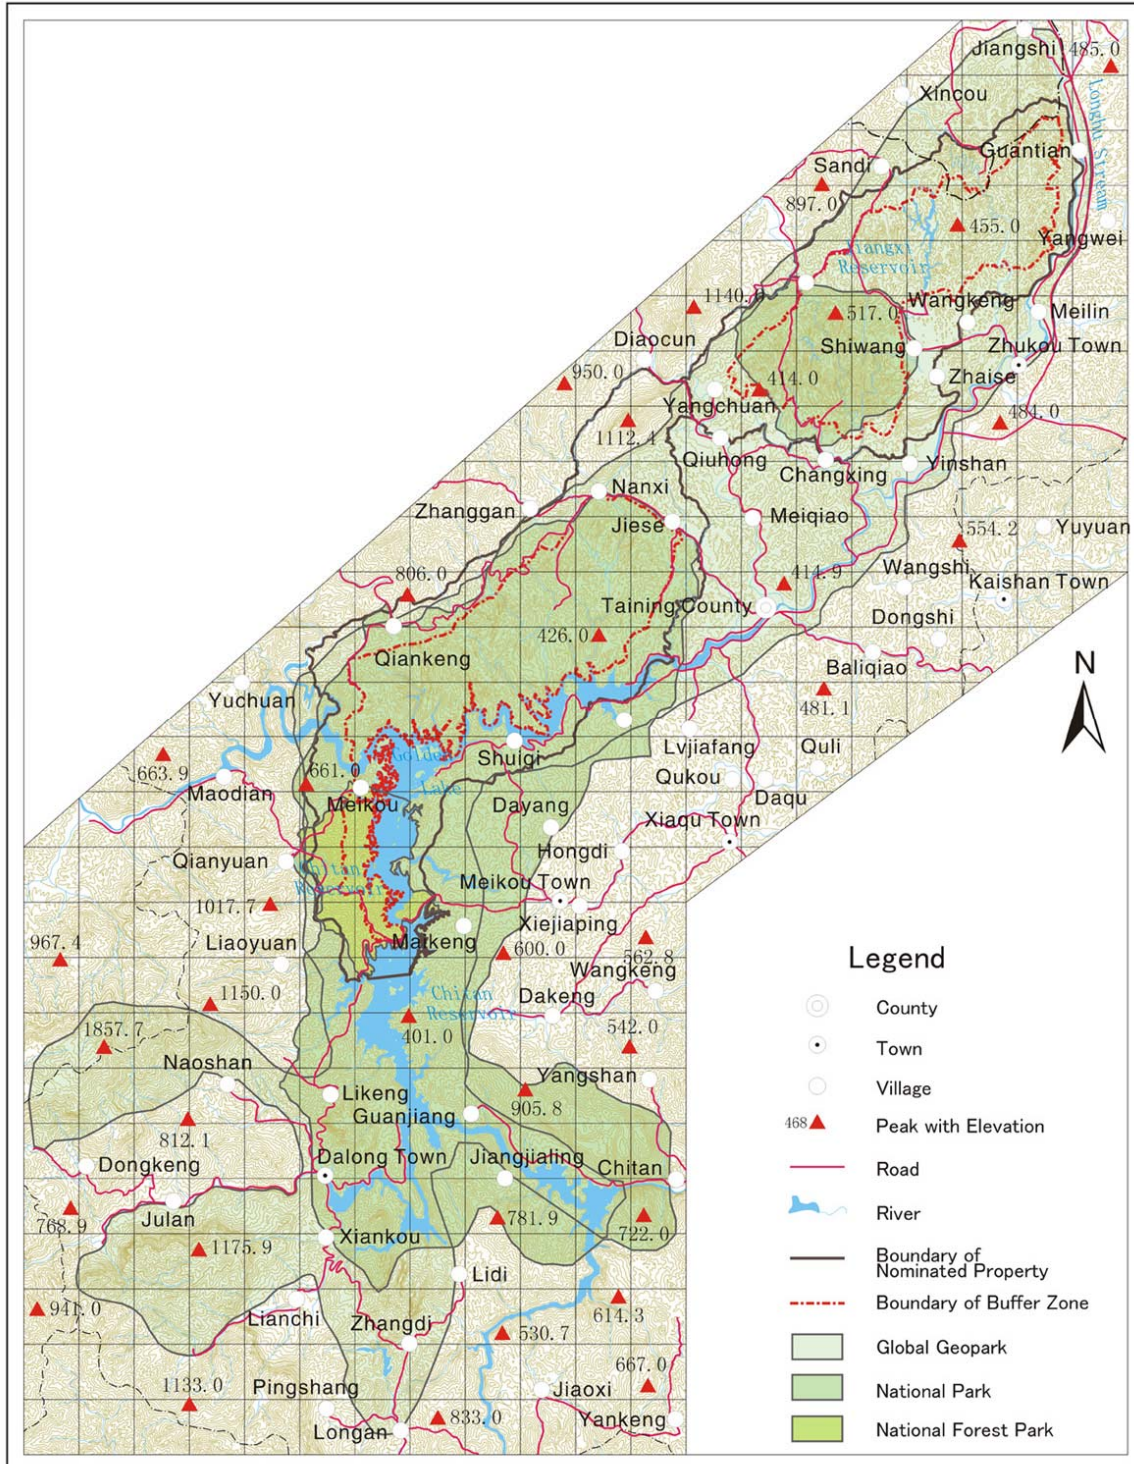 Jiangshi
485.0
Xincou
Longhu Stream
Guantian
Sandi
897.0
455.0
Yangwei
Xiangxi
Reservoir
1140.0
517.0
Wangkeng
Meilin
Diaocun
Shiwang
Zhukou Town
950.0
414.0
Zhaise
Yangchuan
484.0
1112.4
Qiuhong
Changxing
Yinshan
Nanxi
Zhanggan
Jiese
Meiqiao
554.2
Yuyuan
Wangshi
806.0
414.9
Kaishan Town
Taining County
Dongshi
426.0
Qiankeng
Baliqiao
Yuchuan
481.1
Lvjiafang
Quli
663.9
Golden
Lake
Shuiqi
661.0
Qukou
Maodian
Meikou
Dayang
Daqu
Xiaqu Town
Qianyuan
Hongdi
Chitan
Reservoir
Meikou Town
1017.7
Xiejiaping
967.4
Liaoyuan
Maikeng
600.0
562.8
Wangkeng
1150.0
Chitan
Reservoir
Dakeng
1857.7
401.0
542.0
Naoshan
Yangshan
Likeng
905.8
812.1
Guanjiang
Dongkeng
Dalong Town
Jiangjialing
Chitan
768.9
Julan
781.9
722.0
1175.9
Xiankou
Lidi
941.0
Lianchi
614.3
Zhangdi
530.7
667.0
1133.0
Pingshang
Jiaoxi
833.0
Longan
Yankeng
N
Legend
County
Town
Village
468
Peak with Elevation
Road
River
Boundary of
Nominated Property
Boundary of Buffer Zone
Global Geopark
National Park
National Forest Park